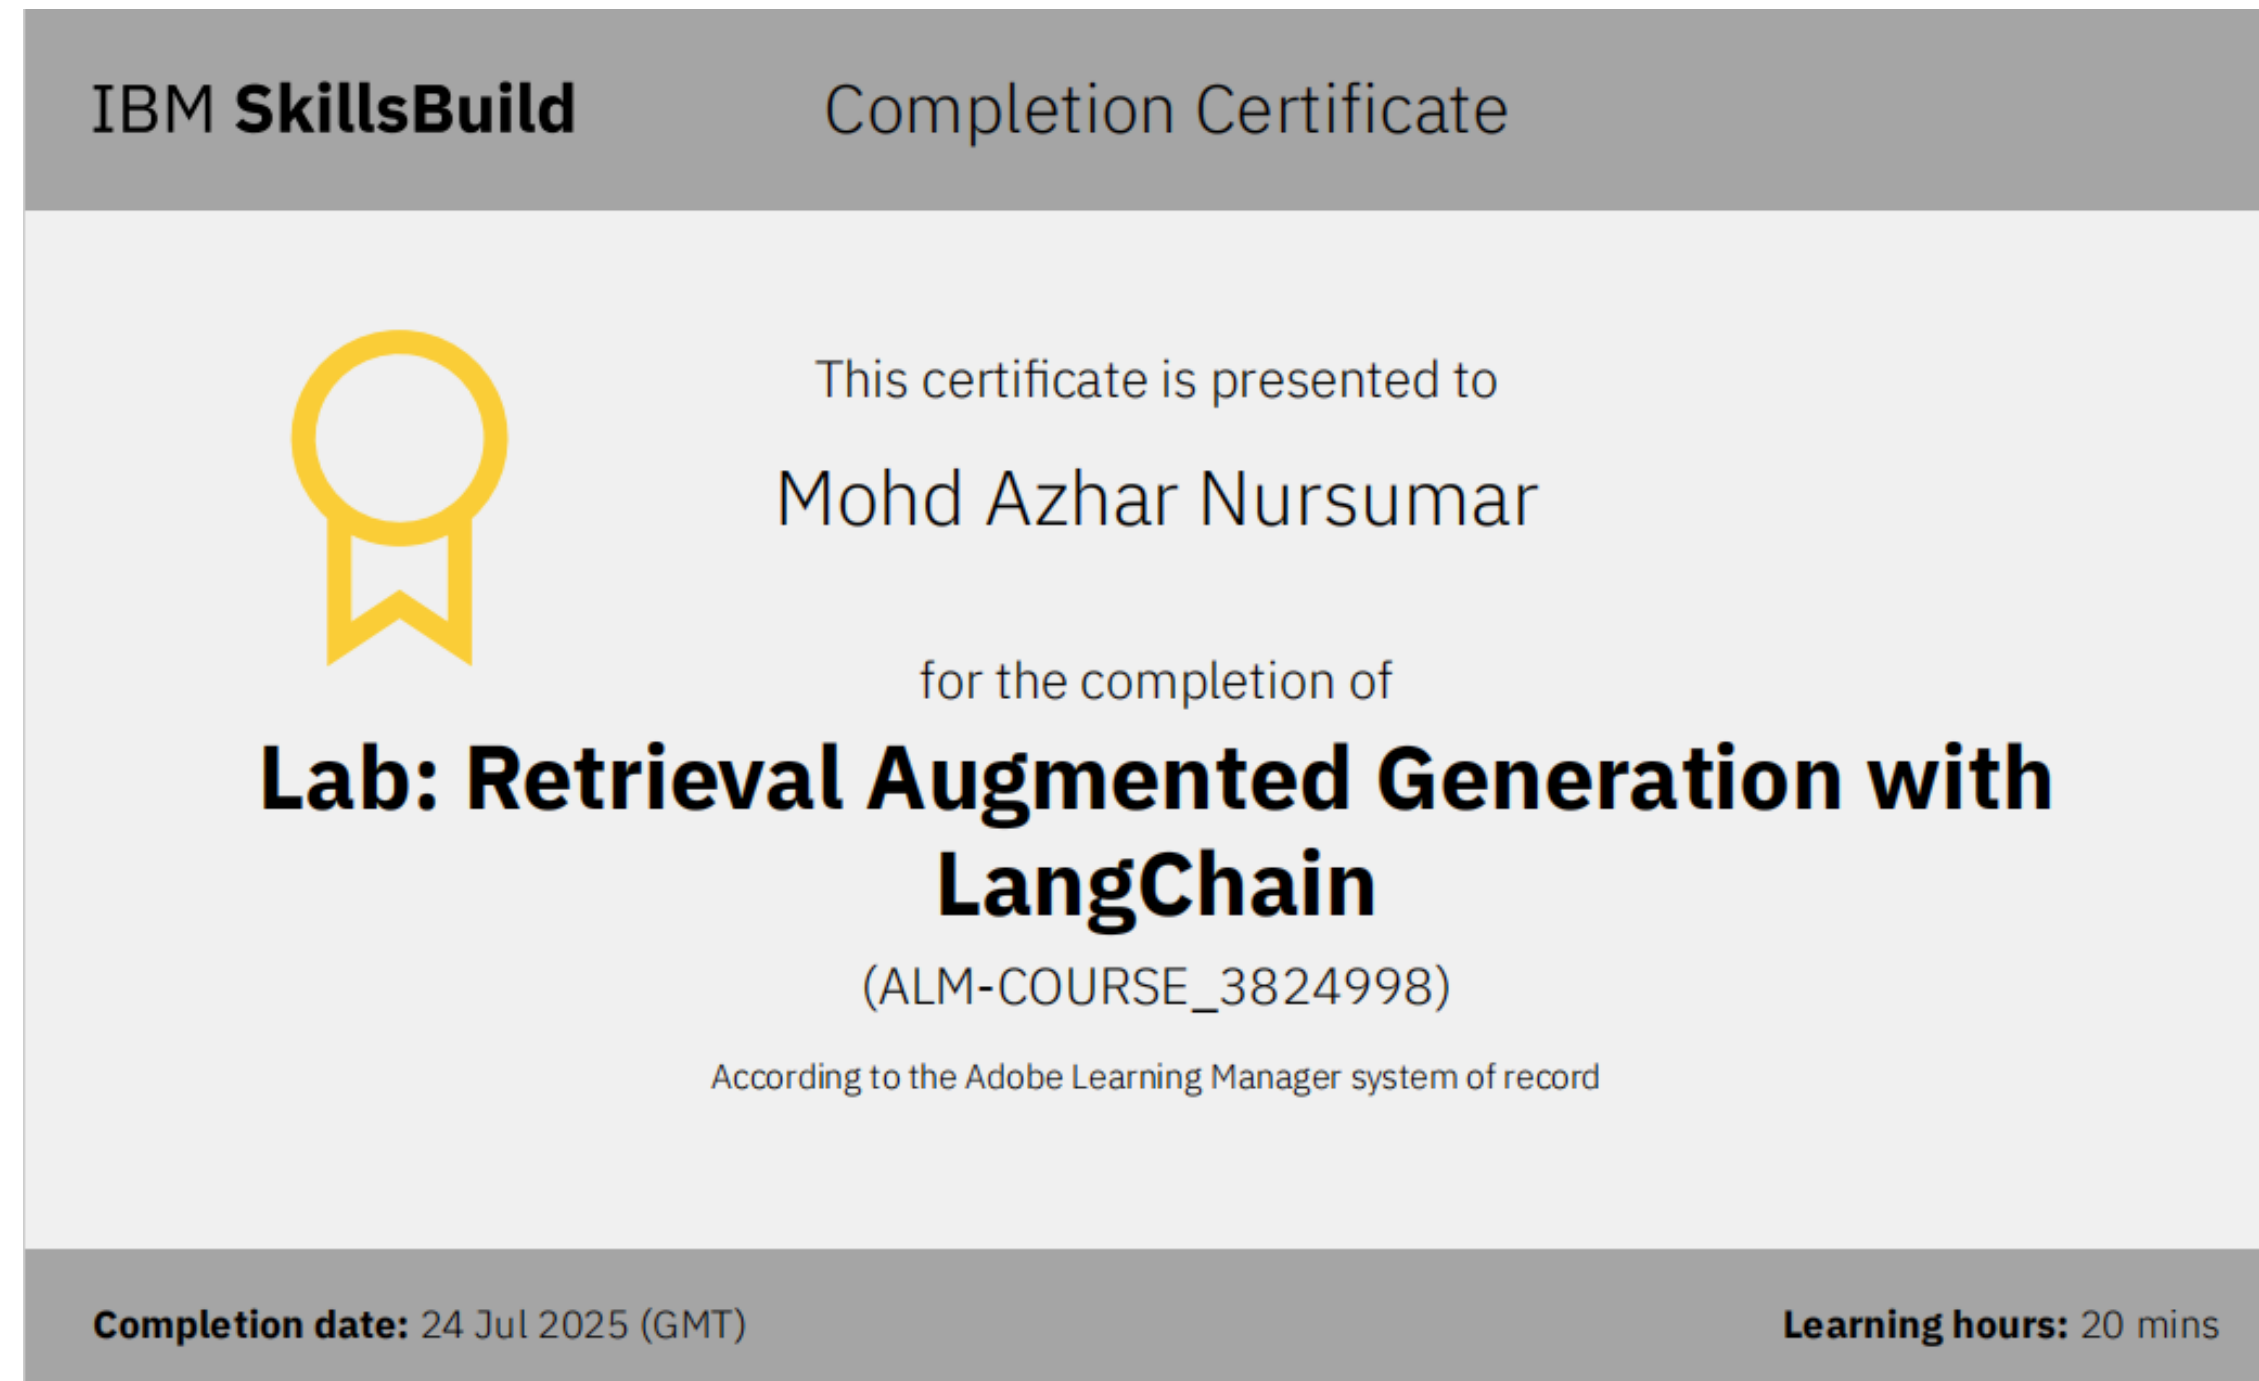 IBM SkillsBuild
Completion Certificate
This certificate is presented to
Mohd Azhar Nursumar
for the completion of
Lab: Retrieval Augmented Generation with
LangChain
(ALM-COURSE_3824998)
According to the Adobe Learning Manager system of record
Completion date: 24 Jul 2025 (GMT)
Learning hours: 20 mins